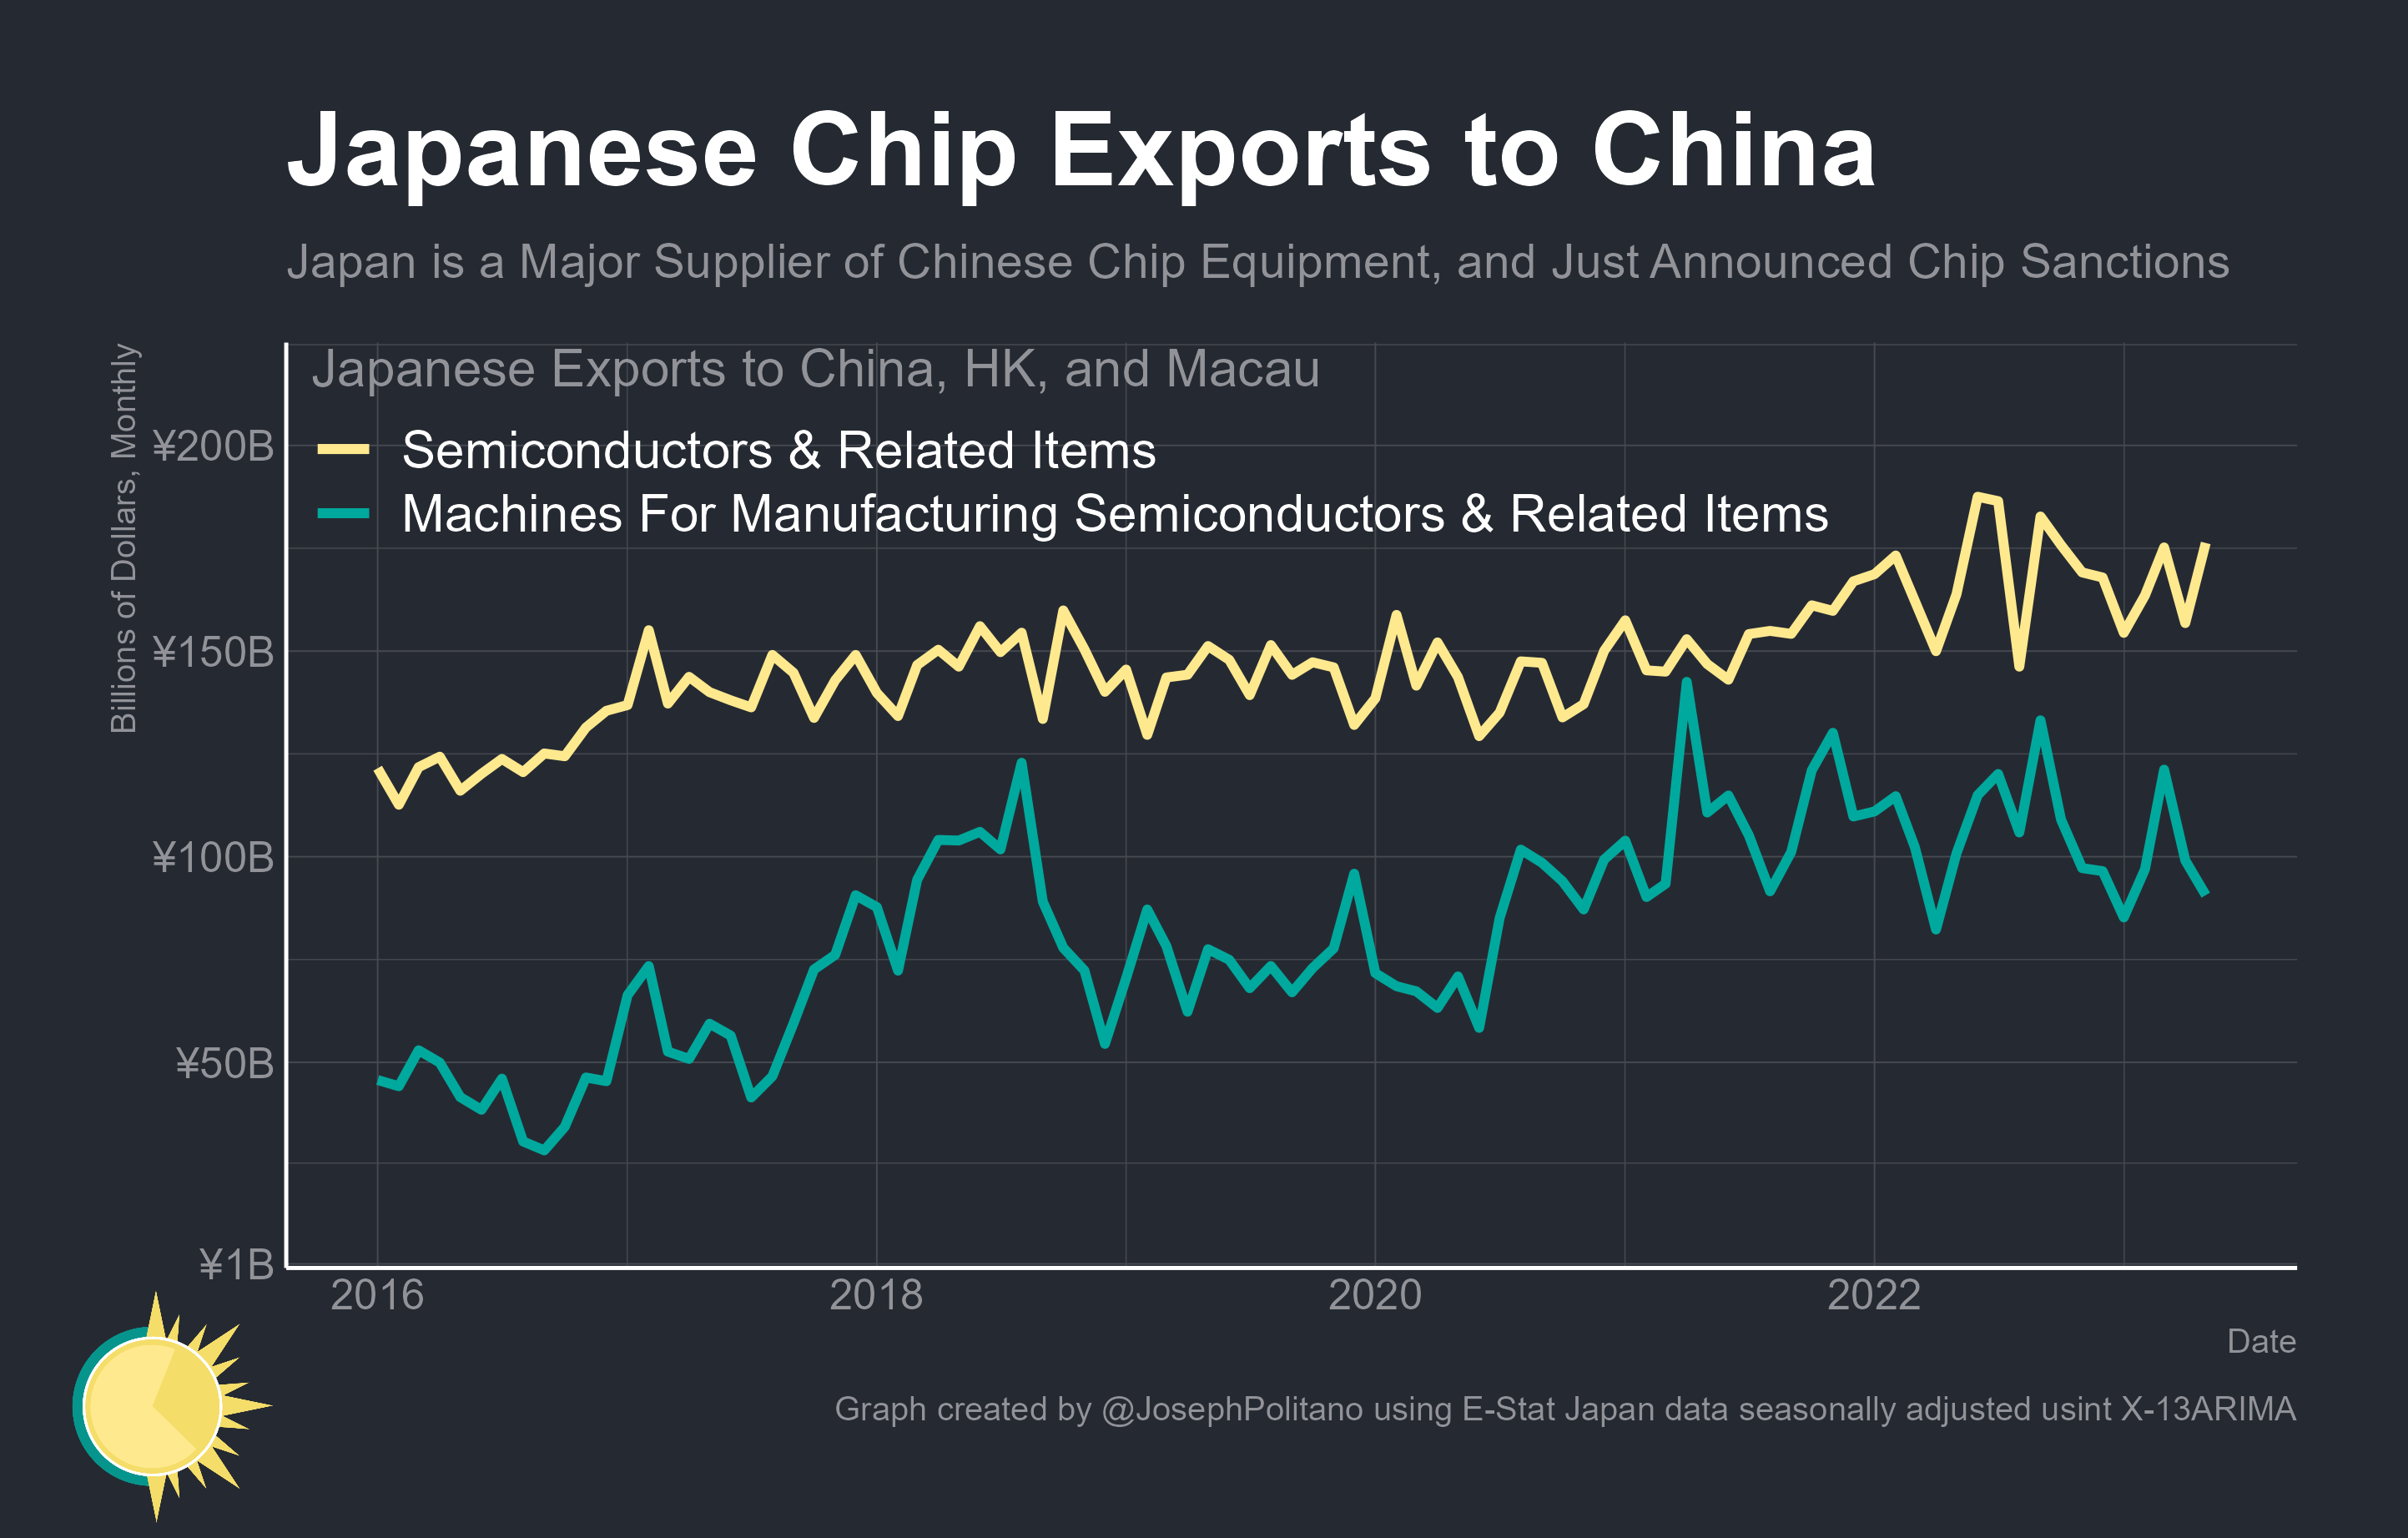 Japanese Chip Exports to China
Japan is a Major Supplier of Chinese Chip Equipment, and Just Announced Chip Sanctions
Billions of Dollars, Monthly
Japanese Exports to China, HK, and Macau
Semiconductors & Related Items
Machines For Manufacturing Semiconductors & Related Items
¥200B
¥150B
¥100B
¥50B
¥1B
2016 2018 2020 2022
Date
Graph created by @JosephPolitano using E-Stat Japan data seasonally adjusted usint X-13ARIMA